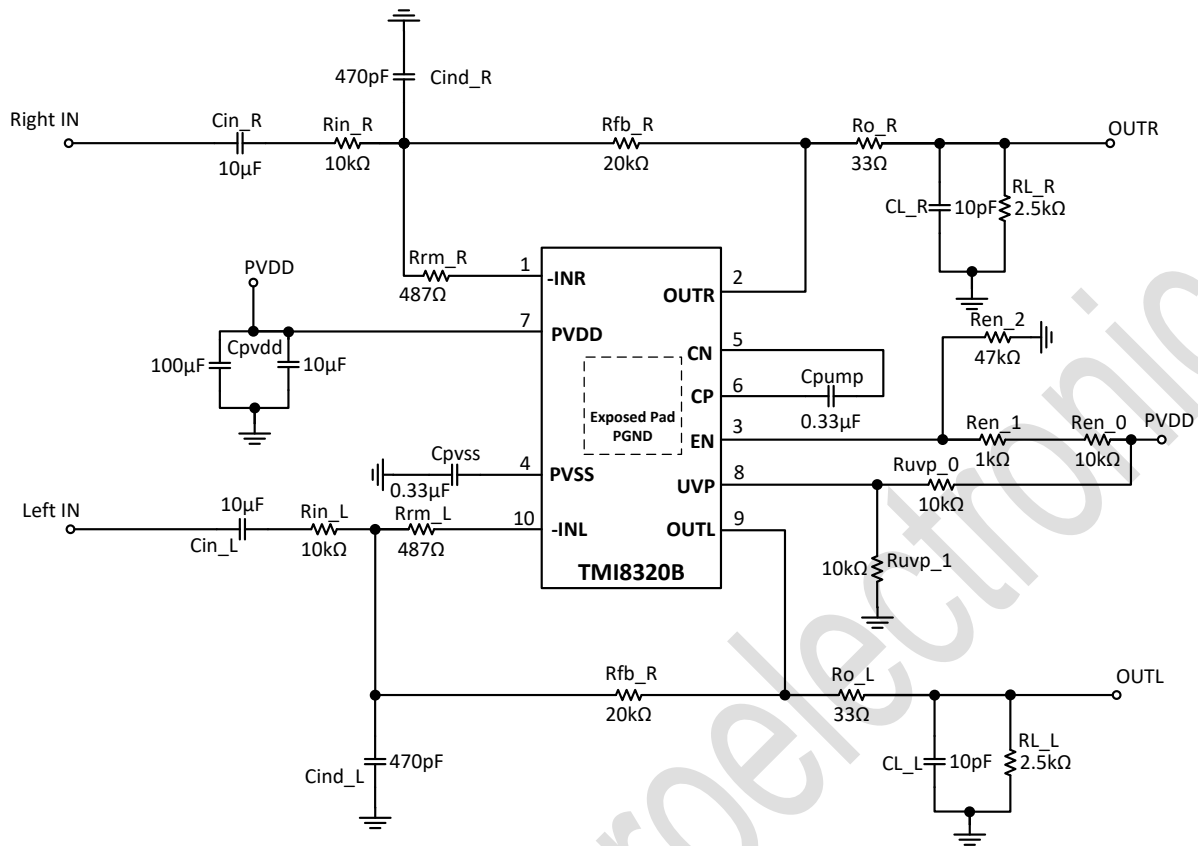 470pF
Cind_R
Right IN
Cin_R
10µF
Rin_R
10kΩ
Rfb_R
20kΩ
Ro_R
33Ω
OUTR
CL_R
10pF
RL_R
2.5kΩ
Rrm_R
487Ω
1
-INR
2
OUTR
PVDD
7
PVDD
Cpvdd
100µF
10µF
5
CN
6
CP
Cpump
0.33µF
Ren_2
47kΩ
Exposed Pad
PGND
3
EN
Ren_1
1kΩ
Ren_0
10kΩ
PVDD
Cpvss
0.33µF
4
PVSS
8
UVP
Ruvp_0
10kΩ
Left IN
10µF
Cin_L
Rin_L
10kΩ
Rrm_L
487Ω
10
-INL
9
OUTL
TMI8320B
10kΩ
Ruvp_1
Rfb_R
20kΩ
Ro_L
33Ω
OUTL
Cind_L
470pF
CL_L
10pF
RL_L
2.5kΩ
roelectronic